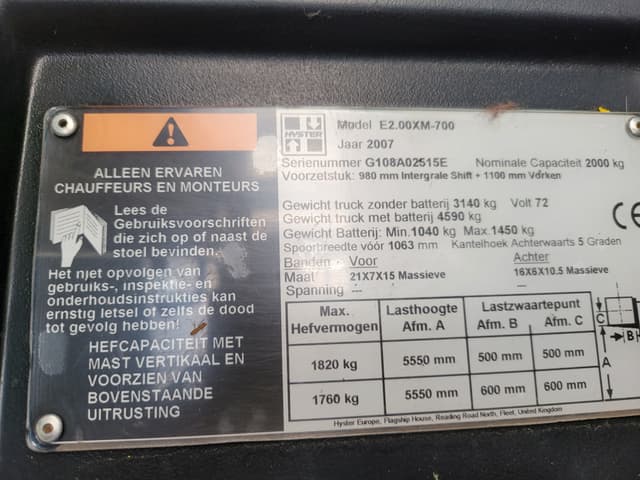 ALLEEN ERVAREN
CHAUFFEURS EN MONTEURS
Lees de
Gebruiksvoorschriften
die zich op of naast de
stoel bevinden.
Het niet opvolgen van
gebruiks-, inspektie- en
onderhoudsinstrukties kan
ernstig letsel of zelfs de dood
tot gevolg hebben!
HEFCAPACITEIT MET
MAST VERTIKAAL EN
VOORZIEN VAN
BOVENSTAANDE
UITRUSTING
HYSTER
Model E2.00XM-700
Jaar 2007
Serienummer G108A02515E Nominale Capaciteit 2000 kg
Voorzetstuk: 980 mm Intergrale Shift + 1100 mm Vorken
Gewicht truck zonder batterij 3140 kg Volt 72
Gewicht truck met batterij 4590 kg
Gewicht Batterij: Min.1040 kg Max.1450 kg
Spoorbreedte vóór 1063 mm Kantelhoek Achterwaarts 5 Graden
Banden: Voor Achter
Maat 21X7X15 Massieve 16X6X10.5 Massieve
Spanning --- ---
CE
Max. Hefvermogen Lasthoogte Afm. A Lastzwaartepunt
Afm. B Afm. C
1820 kg 5550 mm 500 mm 500 mm
1760 kg 5550 mm 600 mm 600 mm
C
B
A
Hyster Europe, Flagship House, Reading Road North, Fleet, United Kingdom